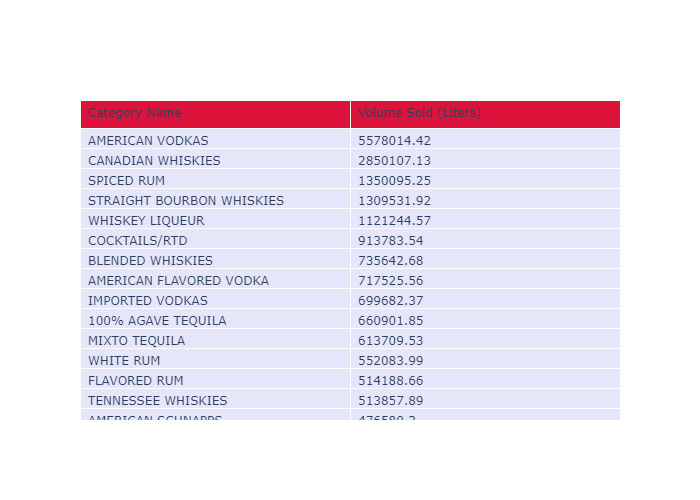 Category Name Volume Sold (Liters)
AMERICAN VODKAS 5578014.42
CANADIAN WHISKIES 2850107.13
SPICED RUM 1350095.25
STRAIGHT BOURBON WHISKIES 1309531.92
WHISKEY LIQUEUR 1121244.57
COCKTAILS/RTD 913783.54
BLENDED WHISKIES 735642.68
AMERICAN FLAVORED VODKA 717525.56
IMPORTED VODKAS 699682.37
100% AGAVE TEQUILA 660901.85
MIXTO TEQUILA 613709.53
WHITE RUM 552083.99
FLAVORED RUM 514188.66
TENNESSEE WHISKIES 513857.89
AMERICAN SCHNAPPS 476580.2